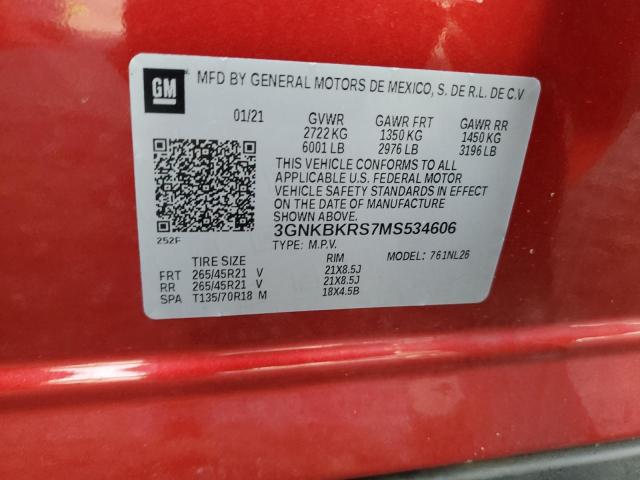 GM
MFD BY GENERAL MOTORS DE MEXICO, S. DE R.L. DE C.V
01/21 GVWR GAWR FRT GAWR RR
2722 KG 1350 KG 1450 KG
6001 LB 2976 LB 3196 LB
THIS VEHICLE CONFORMS TO ALL
APPLICABLE U.S. FEDERAL MOTOR
VEHICLE SAFETY STANDARDS IN EFFECT
ON THE DATE OF MANUFACTURE
SHOWN ABOVE.
3GNKBKRS7MS534606
252F
TYPE: M.P.V. MODEL: 761NL26
TIRE SIZE RIM
FRT 265/45R21 V 21X8.5J
RR 265/45R21 V 21X8.5J
SPA T135/70R18 M 18X4.5B